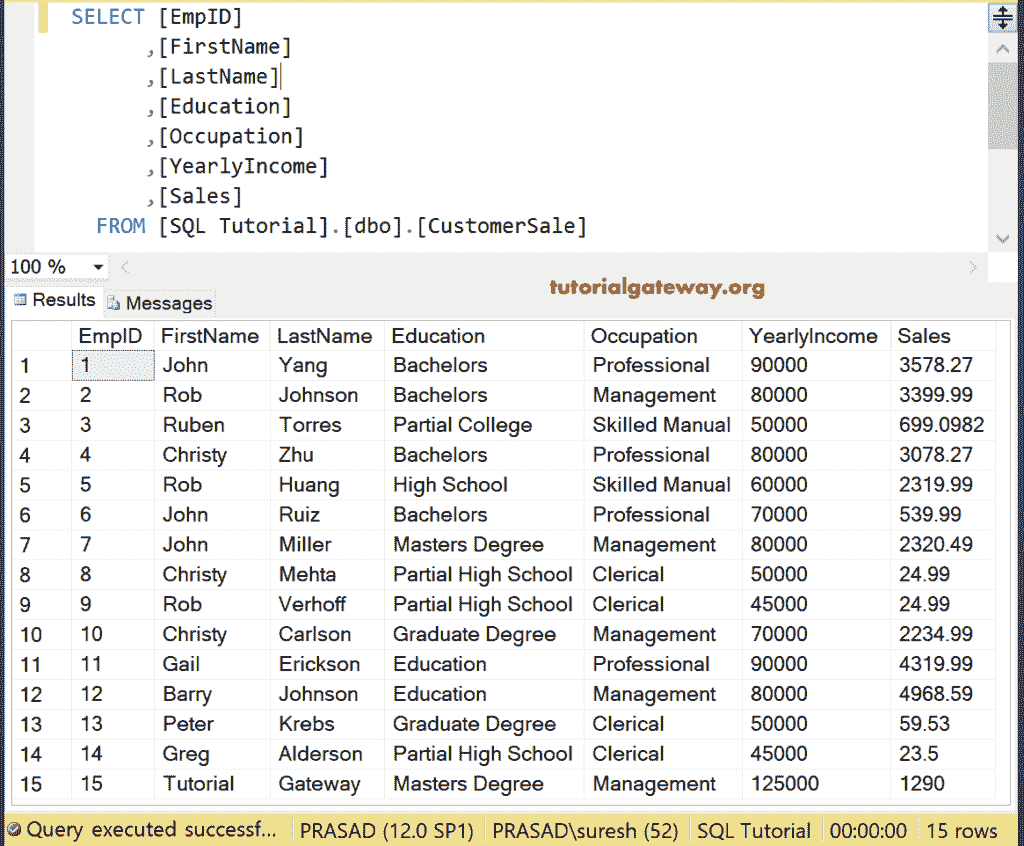 SELECT [EmpID]
,[FirstName]
,[LastName]
,[Education]
,[Occupation]
,[YearlyIncome]
,[Sales]
FROM [SQL Tutorial].[dbo].[CustomerSale]
100 %
tutorialgateway.org
Results Messages
EmpID FirstName LastName Education Occupation YearlyIncome Sales
1 1 John Yang Bachelors Professional 90000 3578.27
2 2 Rob Johnson Bachelors Management 80000 3399.99
3 3 Ruben Torres Partial College Skilled Manual 50000 699.0982
4 4 Christy Zhu Bachelors Professional 80000 3078.27
5 5 Rob Huang High School Skilled Manual 60000 2319.99
6 6 John Ruiz Bachelors Professional 70000 539.99
7 7 John Miller Masters Degree Management 80000 2320.49
8 8 Christy Mehta Partial High School Clerical 50000 24.99
9 9 Rob Verhoff Partial High School Clerical 45000 24.99
10 10 Christy Carlson Graduate Degree Management 70000 2234.99
11 11 Gail Erickson Education Professional 90000 4319.99
12 12 Barry Johnson Education Management 80000 4968.59
13 13 Peter Krebs Graduate Degree Clerical 50000 59.53
14 14 Greg Alderson Partial High School Clerical 45000 23.5
15 15 Tutorial Gateway Masters Degree Management 125000 1290
Query executed successf... PRASAD (12.0 SP1) PRASAD\suresh (52) SQL Tutorial 00:00:00 15 rows